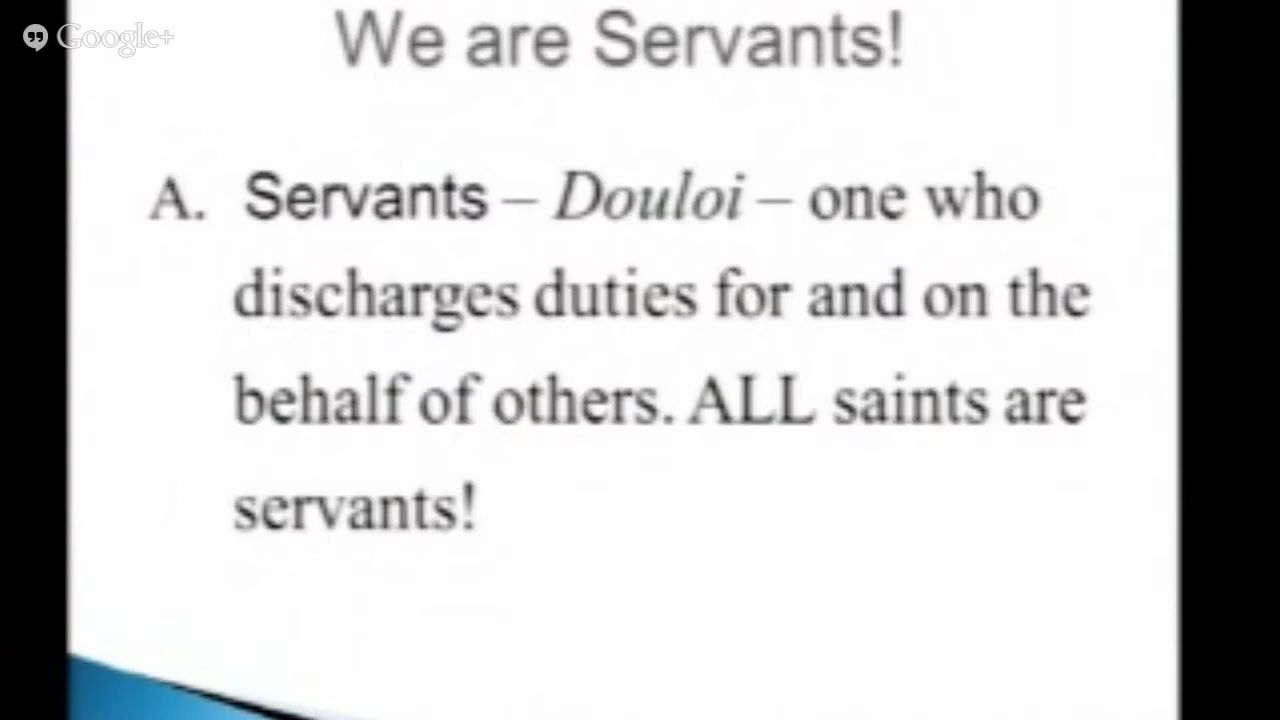 Google+
We are Servants!
A. Servants – Douloi – one who
discharges duties for and on the
behalf of others. ALL saints are
servants!